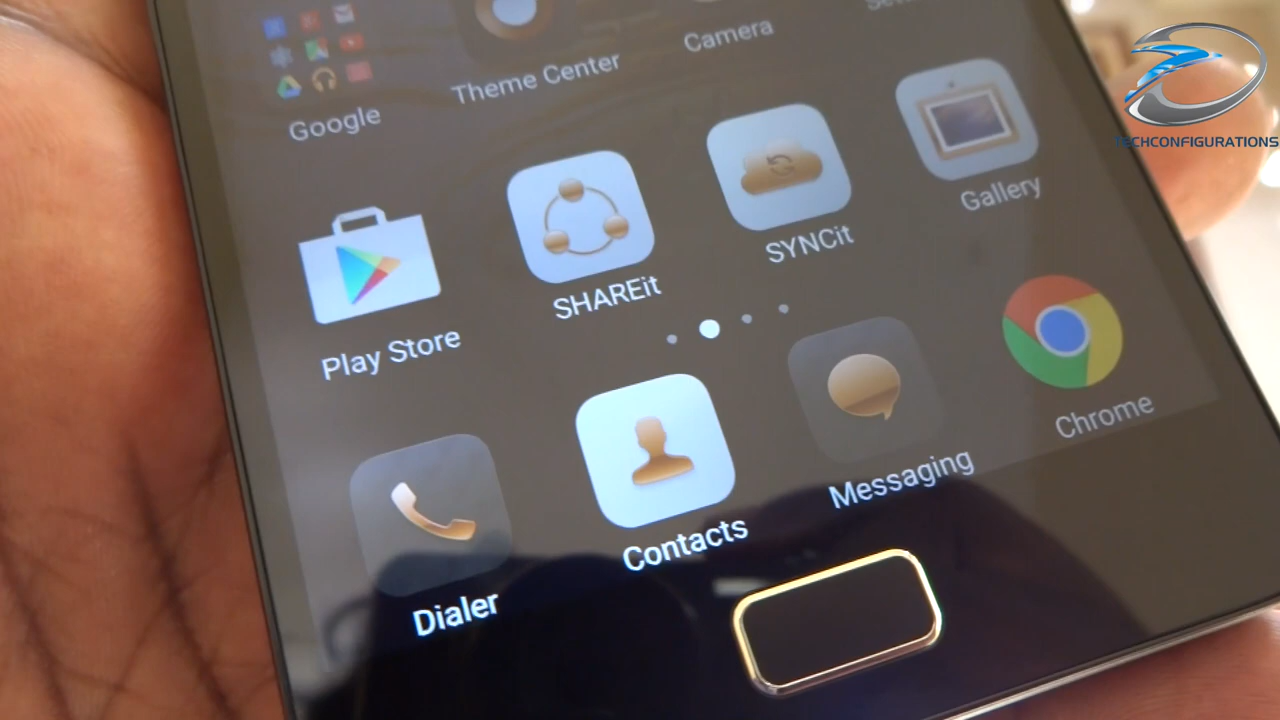 Google
Theme Center
Camera
Play Store
SHAREit
SYNCit
Gallery
Dialer
Contacts
Messaging
Chrome
TECHCONFIGURATIONS